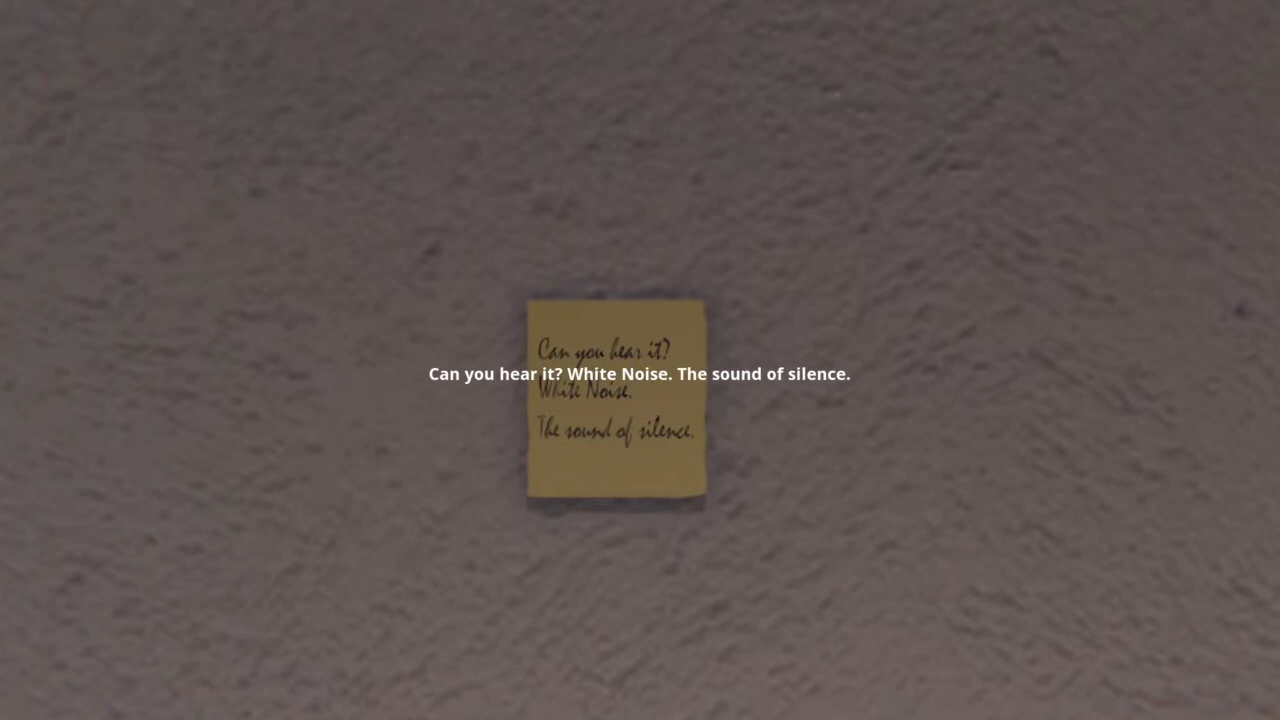 Can you hear it?
Can you hear it? White Noise. The sound of silence.
White Noise.
The sound of silence.